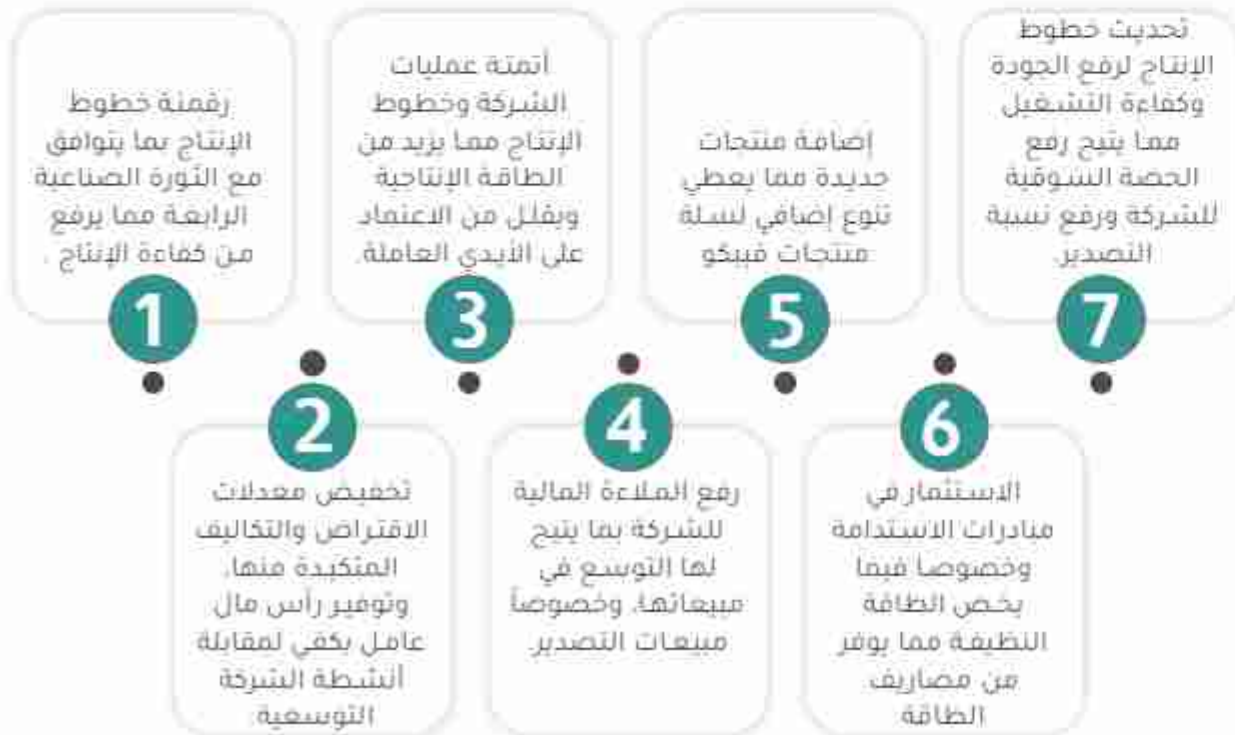 رقمنة خطوط
الإنتاج بما يتوافق
مع الثورة الصناعية
الرابعة مما يرفع
من كفاءة الإنتاج .
1
2
تخفيض معدلات
الاقتراض والتكاليف
المتكبدة منها،
وتوفير رأس مال
عامل يكفي لمقابلة
أنشطة الشركة
التوسعية.
أتمتة عمليات
الشركة وخطوط
الإنتاج مما يزيد من
الطاقة الإنتاجية
ويقلل من الاعتماد
على الأيدي العاملة.
3
4
رفع الملاءة المالية
للشركة بما يتيح
لها التوسع في
مبيعاتها، وخصوصاً
مبيعات التصدير.
إضافة منتجات
جديدة مما يعطي
تنوع إضافي لسلة
منتجات فيبكو
5
6
الاستثمار في
مبادرات الاستدامة
وخصوصاً فيما
يخص الطاقة
النظيفة مما يوفر
من مصاريف
الطاقة
تحديث خطوط
الإنتاج لرفع الجودة
وكفاءة التشغيل
مما يتيح رفع
الحصة السوقية
للشركة ورفع نسبة
التصدير.
7